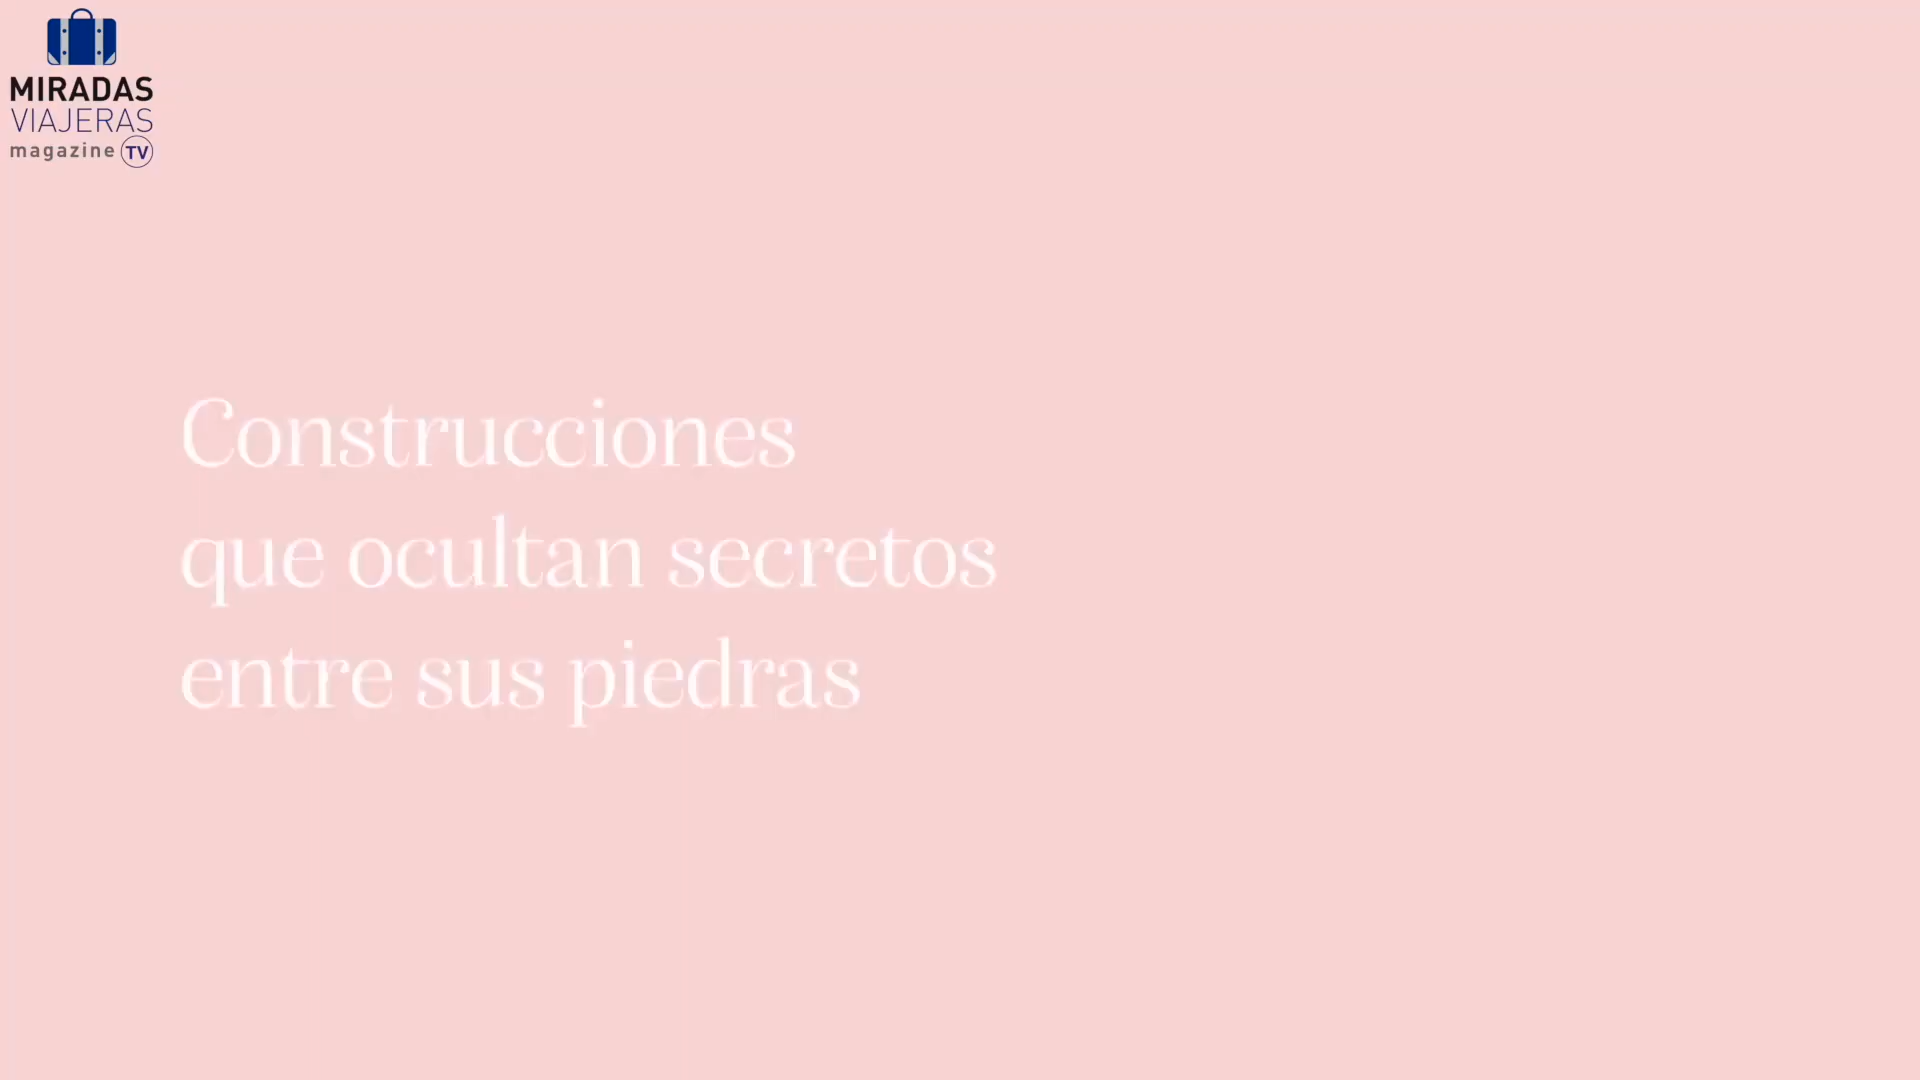 MIRADAS
VIAJERAS
magazine TV
Construcciones
que ocultan secretos
entre sus piedras